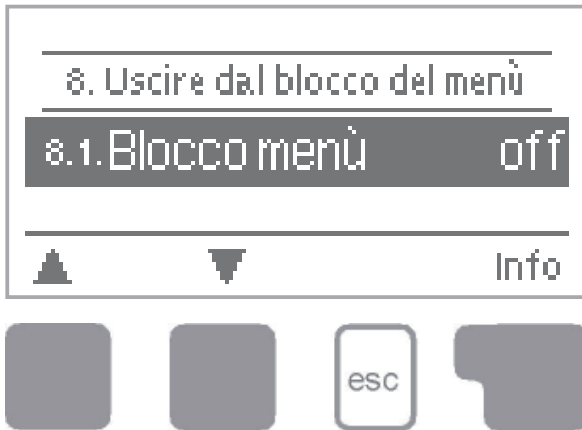 8. Uscire dal blocco del menù
8.1. Blocco menù off
Info
esc